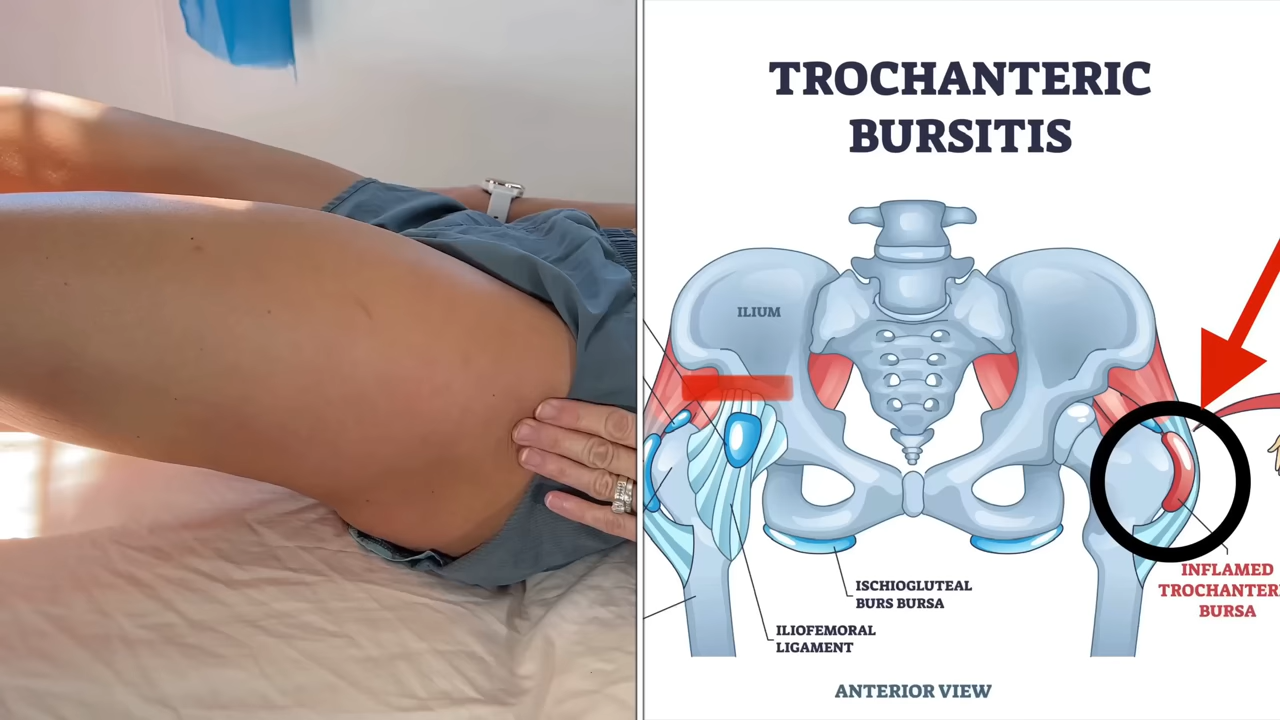 TROCHANTERIC
BURSITIS
ILIUM
INFLAMED
BURSA
ISCHIOGLUTEAL
BURS BURSA
ILIOFEMORAL
LIGAMENT
ANTERIOR VIEW